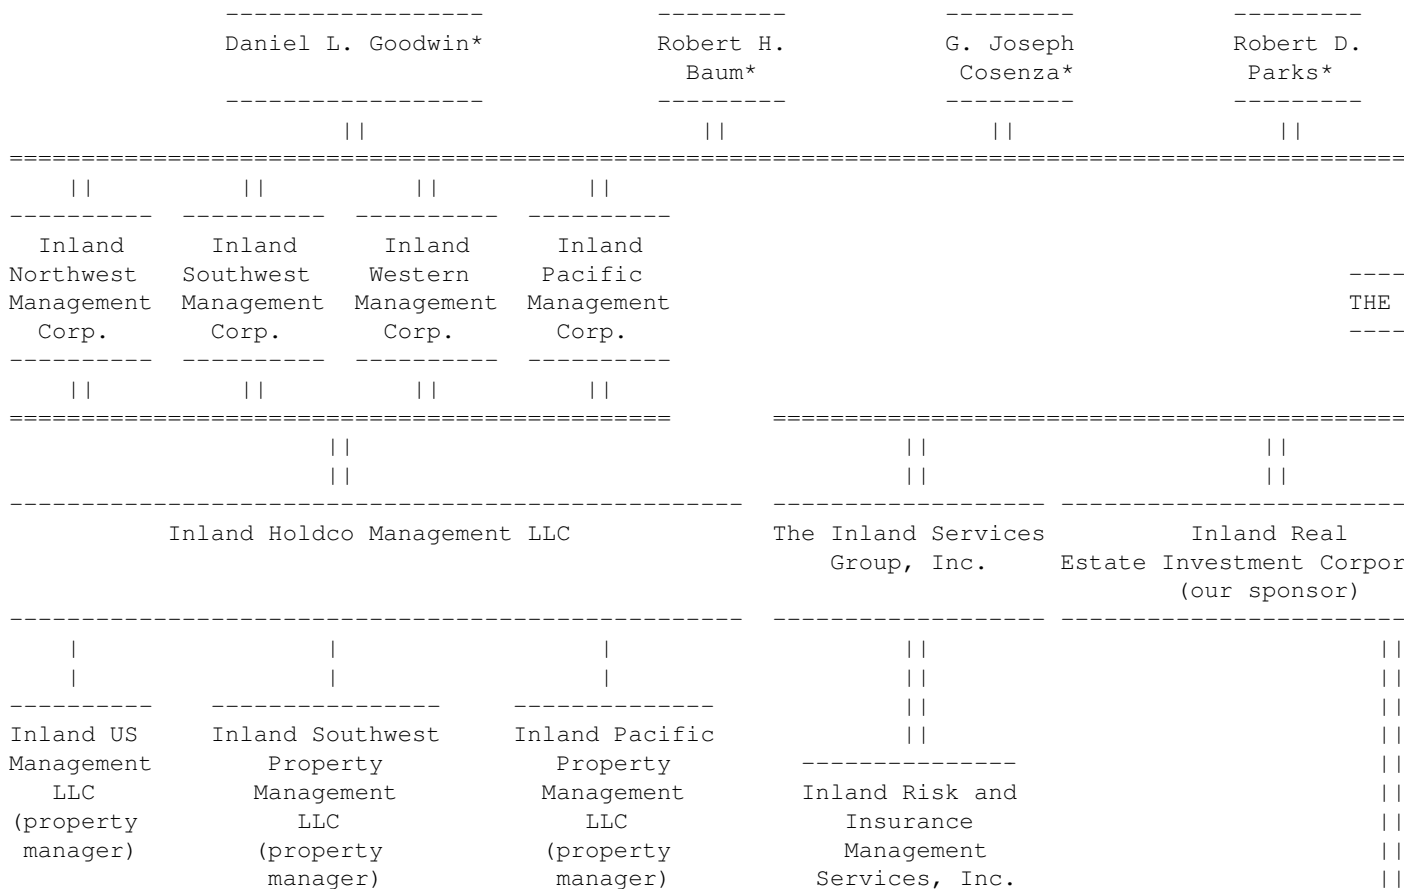 Daniel L. Goodwin* Robert H. G. Joseph Robert D.
Baum* Cosenza* Parks*
Inland Inland Inland Inland
Northwest Southwest Western Pacific
Management Management Management Management THE
Corp. Corp. Corp. Corp.
Inland Holdco Management LLC The Inland Services Inland Real
Group, Inc. Estate Investment Corpor
(our sponsor)
Inland US Inland Southwest Inland Pacific
Management Property Property
LLC Management Management Inland Risk and
(property LLC LLC Insurance
manager) (property (property Management
manager) manager) Services, Inc.